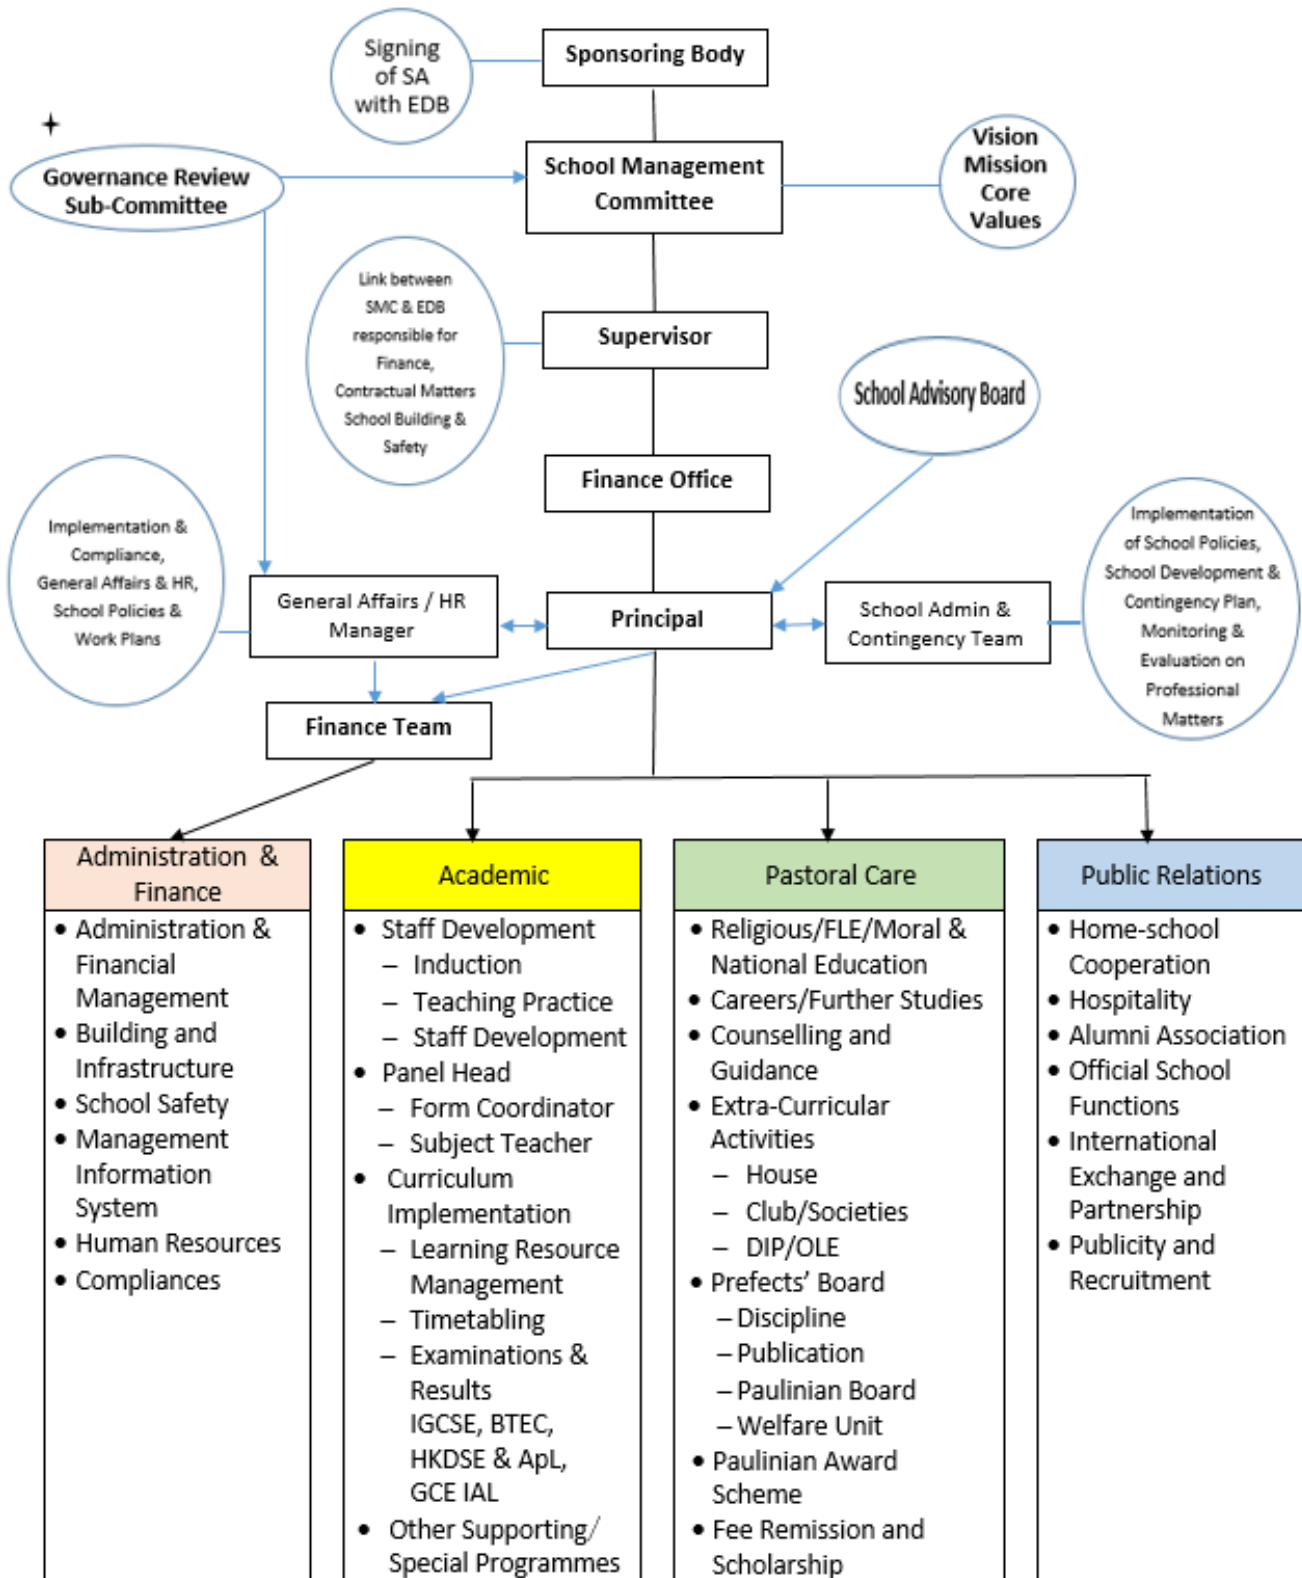 Signing
of SA
with EDB
Sponsoring Body
Governance Review
Sub-Committee
School Management
Committee
Vision
Mission
Core
Values
Link between
SMC & EDB
responsible for
Finance,
Contractual Matters
School Building &
Safety
Supervisor
School Advisory Board
Finance Office
Implementation &
Compliance,
General Affairs & HR,
School Policies &
Work Plans
General Affairs / HR
Manager
Principal
School Admin &
Contingency Team
Implementation
of School Policies,
School Development &
Contingency Plan,
Monitoring &
Evaluation on
Professional
Matters
Finance Team
Administration &
Finance
• Administration &
Financial
Management
• Building and
Infrastructure
• School Safety
• Management
Information
System
• Human Resources
• Compliances
Academic
• Staff Development
– Induction
– Teaching Practice
– Staff Development
• Panel Head
– Form Coordinator
– Subject Teacher
• Curriculum
Implementation
– Learning Resource
Management
– Timetabling
– Examinations &
Results
IGCSE, BTEC,
HKDSE & ApL,
GCE IAL
• Other Supporting/
Special Programmes
Pastoral Care
• Religious/FLE/Moral &
National Education
• Careers/Further Studies
• Counselling and
Guidance
• Extra-Curricular
Activities
– House
– Club/Societies
– DIP/OLE
• Prefects’ Board
– Discipline
– Publication
– Paulinian Board
– Welfare Unit
• Paulinian Award
Scheme
• Fee Remission and
Scholarship
Public Relations
• Home-school
Cooperation
• Hospitality
• Alumni Association
• Official School
Functions
• International
Exchange and
Partnership
• Publicity and
Recruitment